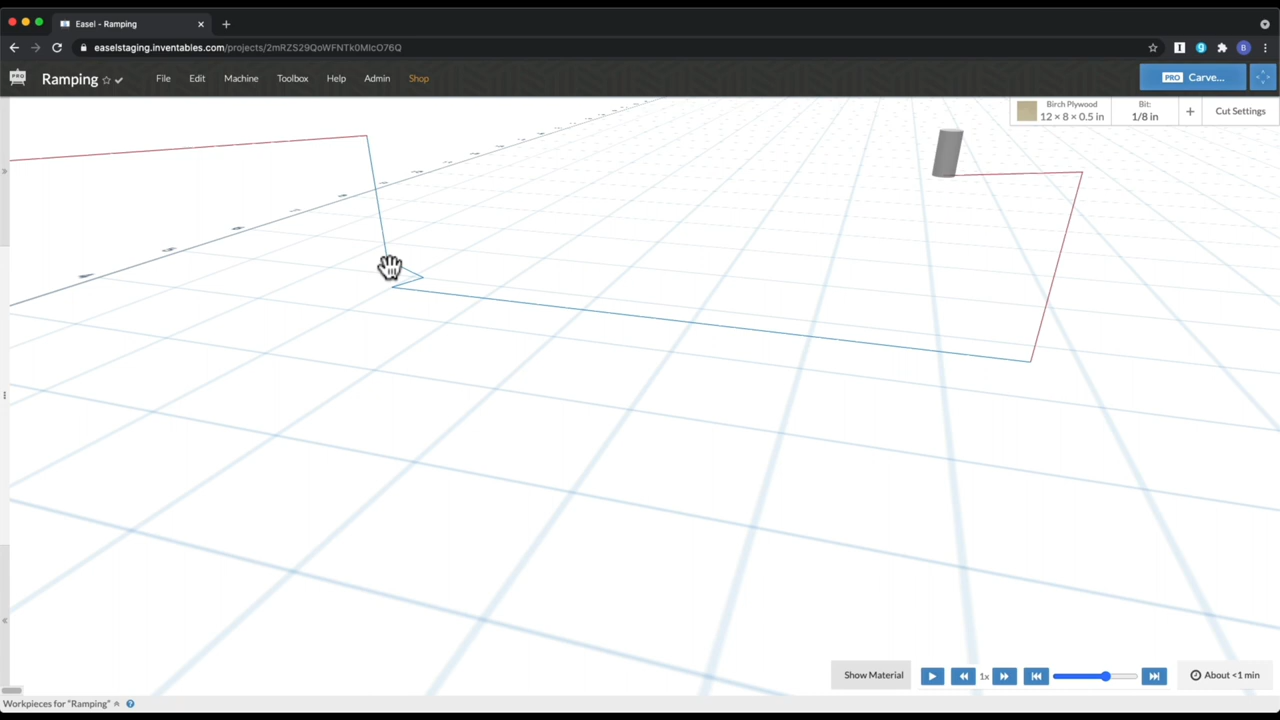 Easel - Ramping
easelstaging.inventables.com/projects/2mRZS29QoWFNTk0MIcO76Q
B
PRO
Ramping
File Edit Machine Toolbox Help Admin Shop
PRO Carve...
Birch Plywood
12 × 8 × 0.5 in
Bit:
1/8 in
Cut Settings
Show Material
1x
About <1 min
Workpieces for "Ramping"